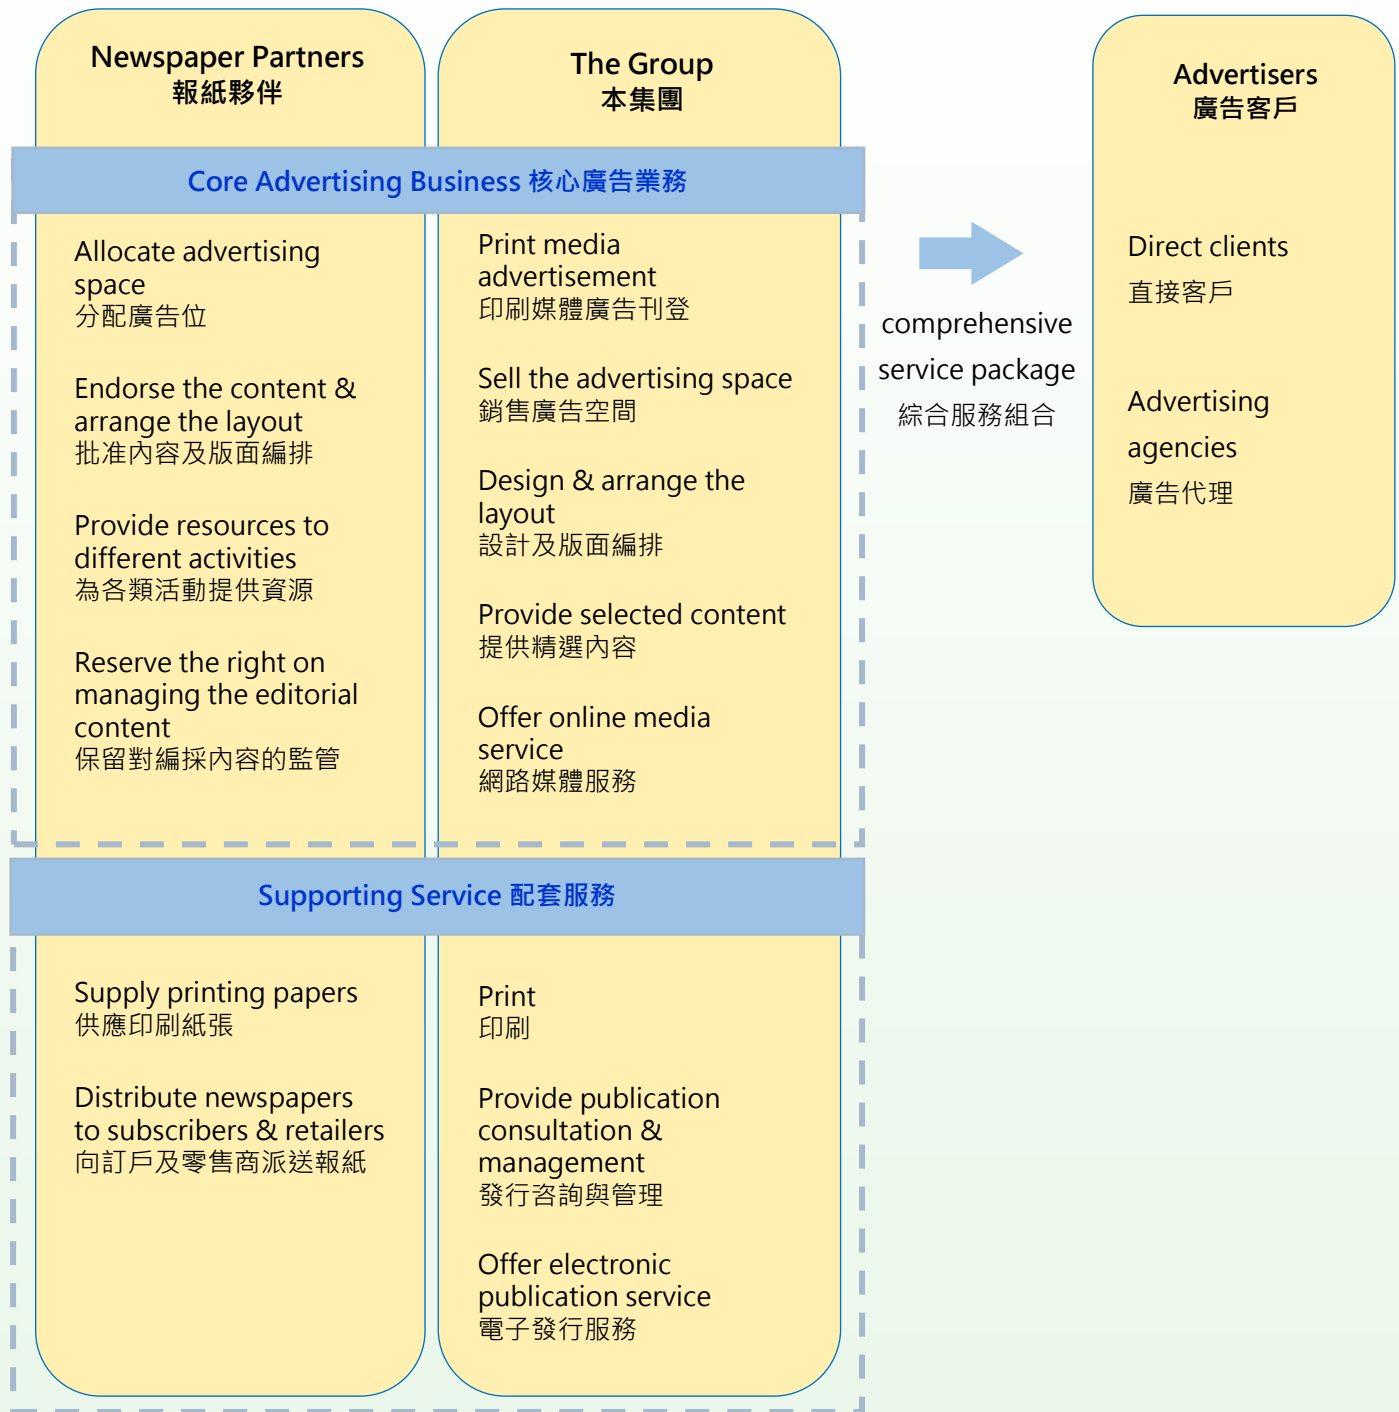 Newspaper Partners
報紙夥伴
The Group
本集團
Advertisers
廣告客戶
Core Advertising Business 核心廣告業務
Allocate advertising
space
分配廣告位
Endorse the content &
arrange the layout
批准內容及版面編排
Provide resources to
different activities
為各類活動提供資源
Reserve the right on
managing the editorial
content
保留對編採內容的監管
Print media
advertisement
印刷媒體廣告刊登
Sell the advertising space
銷售廣告空間
Design & arrange the
layout
設計及版面編排
Provide selected content
提供精選內容
Offer online media
service
網路媒體服務
comprehensive
service package
綜合服務組合
Direct clients
直接客戶
Advertising
agencies
廣告代理
Supporting Service 配套服務
Supply printing papers
供應印刷紙張
Distribute newspapers
to subscribers & retailers
向訂戶及零售商派送報紙
Print
印刷
Provide publication
consultation &
management
發行咨詢與管理
Offer electronic
publication service
電子發行服務